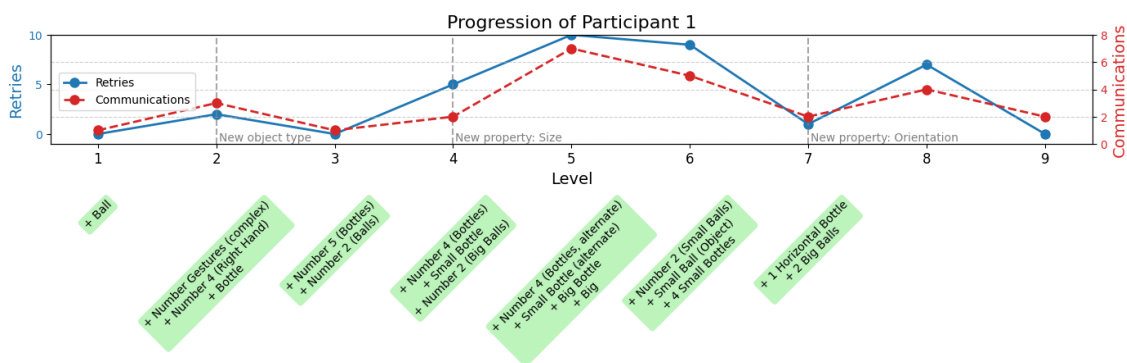 Progression of Participant 1
Retries
10
5
0
Retries
Communications
New object type
New property: Size
New property: Orientation
8
6
4
2
0
Communications
1 2 3 4 5 6 7 8 9
Level
+ Ball
+ Number Gestures (complex)
+ Number 4 (Right Hand)
+ Bottle
+ Number 5 (Bottles)
+ Number 2 (Balls)
+ Number 4 (Bottles)
+ Small Bottle
+ Number 2 (Big Balls)
+ Number 4 (Bottles, alternate)
+ Small Bottle (alternate)
+ Big Bottle
+ Big
+ Number 2 (Small Balls)
+ Small Ball (Object)
+ 4 Small Bottles
+ 1 Horizontal Bottle
+ 2 Big Balls